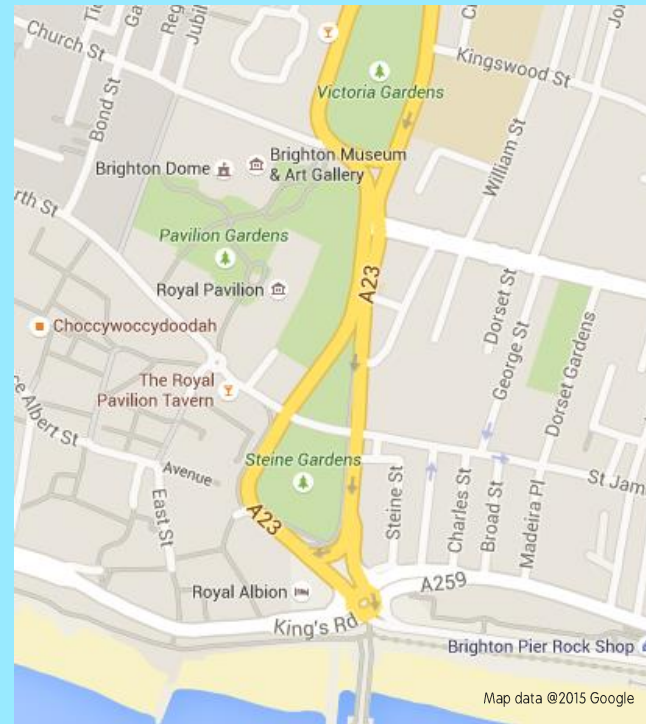 Church St
Bond St
Victoria Gardens
Kingswood St
William St
Brighton Dome
Brighton Museum
& Art Gallery
Pavilion Gardens
Royal Pavilion
A23
Dorset St
George St
Dorset Gardens
Choccywoccydoodah
The Royal
Pavilion Tavern
Albert St
Avenue
East St
Steine Gardens
A23
Steine St
Charles St
Broad St
Madeira Pl
St Jam
Royal Albion
A259
King's Rd
Brighton Pier Rock Shop
Map data @2015 Google